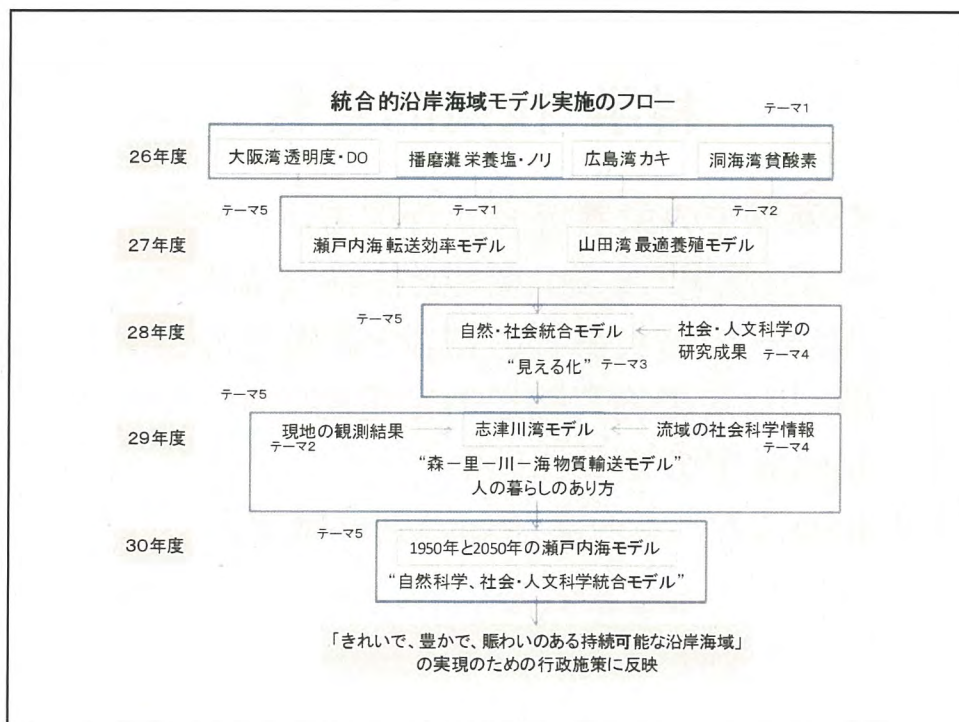 統合的沿岸海域モデル実施のフロー
テーマ1
26年度
大阪湾透明度・DO
播磨灘栄養塩・ノリ
広島湾カキ
洞海湾貧酸素
テーマ5
テーマ1
テーマ2
27年度
瀬戸内海転送効率モデル
山田湾最適養殖モデル
テーマ5
28年度
自然・社会統合モデル
社会・人文科学の
研究成果 テーマ4
“見える化” テーマ3
テーマ5
29年度
現地の観測結果
テーマ2
志津川湾モデル
流域の社会科学情報
テーマ4
“森−里−川−海物質輸送モデル”
人の暮らしのあり方
30年度
テーマ5
1950年と2050年の瀬戸内海モデル
“自然科学、社会・人文科学統合モデル”
「きれいで、豊かで、賑わいのある持続可能な沿岸海域」
の実現のための行政施策に反映